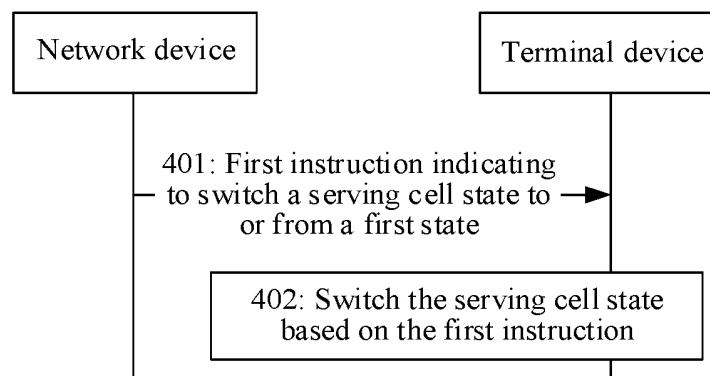 Network device
Terminal device
401: First instruction indicating
to switch a serving cell state to
or from a first state
402: Switch the serving cell state
based on the first instruction